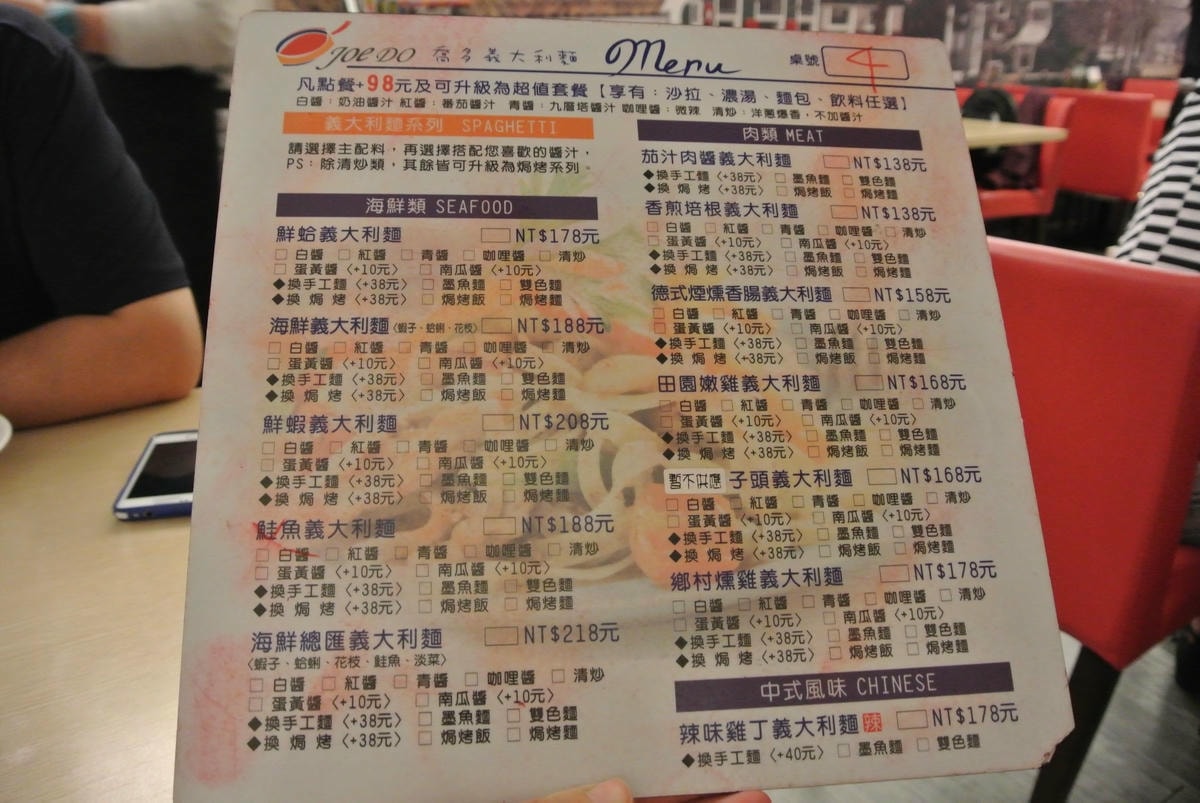 JOE DO 喬多義大利麵 Menu 桌號 4
凡點餐+98元及可升級為超值套餐【享有：沙拉、濃湯、麵包、飲料任選】
白醬：奶油醬汁 紅醬：蕃茄醬汁 青醬：九層塔醬汁 咖哩醬：微辣 清炒：洋蔥爆香，不加醬汁
義大利麵系列 SPAGHETTI
請選擇主配料，再選擇搭配您喜歡的醬汁，
PS：除清炒類，其餘皆可升級為焗烤系列。
海鮮類 SEAFOOD
鮮蛤義大利麵 □ NT$178元
□ 白醬 □ 紅醬 □ 青醬 □ 咖哩醬 □ 清炒
□ 蛋黃醬〈+10元〉 □ 南瓜醬〈+10元〉
◆換手工麵〈+38元〉 □ 墨魚麵 □ 雙色麵
◆換 焗 烤〈+38元〉 □ 焗烤飯 □ 焗烤麵
海鮮義大利麵〈蝦子、蛤蜊、花枝〉 □ NT$188元
□ 白醬 □ 紅醬 □ 青醬 □ 咖哩醬 □ 清炒
□ 蛋黃醬〈+10元〉 □ 南瓜醬〈+10元〉
◆換手工麵〈+38元〉 □ 墨魚麵 □ 雙色麵
◆換 焗 烤〈+38元〉 □ 焗烤飯 □ 焗烤麵
鮮蝦義大利麵 □ NT$208元
□ 白醬 □ 紅醬 □ 青醬 □ 咖哩醬 □ 清炒
□ 蛋黃醬〈+10元〉 □ 南瓜醬〈+10元〉
◆換手工麵〈+38元〉 □ 墨魚麵 □ 雙色麵
◆換 焗 烤〈+38元〉 □ 焗烤飯 □ 焗烤麵
鮭魚義大利麵 □ NT$188元
□ 白醬 □ 紅醬 □ 青醬 □ 咖哩醬 □ 清炒
□ 蛋黃醬〈+10元〉 □ 南瓜醬〈+10元〉
◆換手工麵〈+38元〉 □ 墨魚麵 □ 雙色麵
◆換 焗 烤〈+38元〉 □ 焗烤飯 □ 焗烤麵
海鮮總匯義大利麵 □ NT$218元
〈蝦子、蛤蜊、花枝、鮭魚、淡菜〉
□ 白醬 □ 紅醬 □ 青醬 □ 咖哩醬 □ 清炒
□ 蛋黃醬〈+10元〉 □ 南瓜醬〈+10元〉
◆換手工麵〈+38元〉 □ 墨魚麵 □ 雙色麵
◆換 焗 烤〈+38元〉 □ 焗烤飯 □ 焗烤麵
肉類 MEAT
茄汁肉醬義大利麵 □ NT$138元
◆換手工麵〈+38元〉 □ 墨魚麵 □ 雙色麵
◆換 焗 烤〈+38元〉 □ 焗烤飯 □ 焗烤麵
香煎培根義大利麵 □ NT$138元
□ 白醬 □ 紅醬 □ 青醬 □ 咖哩醬 □ 清炒
□ 蛋黃醬〈+10元〉 □ 南瓜醬〈+10元〉
◆換手工麵〈+38元〉 □ 墨魚麵 □ 雙色麵
◆換 焗 烤〈+38元〉 □ 焗烤飯 □ 焗烤麵
德式煙燻香腸義大利麵 □ NT$158元
□ 白醬 □ 紅醬 □ 青醬 □ 咖哩醬 □ 清炒
□ 蛋黃醬〈+10元〉 □ 南瓜醬〈+10元〉
◆換手工麵〈+38元〉 □ 墨魚麵 □ 雙色麵
◆換 焗 烤〈+38元〉 □ 焗烤飯 □ 焗烤麵
田園嫩雞義大利麵 □ NT$168元
□ 白醬 □ 紅醬 □ 青醬 □ 咖哩醬 □ 清炒
□ 蛋黃醬〈+10元〉 □ 南瓜醬〈+10元〉
◆換手工麵〈+38元〉 □ 墨魚麵 □ 雙色麵
◆換 焗 烤〈+38元〉 □ 焗烤飯 □ 焗烤麵
暫不供應 子頭義大利麵 □ NT$168元
□ 白醬 □ 紅醬 □ 青醬 □ 咖哩醬 □ 清炒
□ 蛋黃醬〈+10元〉 □ 南瓜醬〈+10元〉
◆換手工麵〈+38元〉 □ 墨魚麵 □ 雙色麵
◆換 焗 烤〈+38元〉 □ 焗烤飯 □ 焗烤麵
鄉村燻雞義大利麵 □ NT$178元
□ 白醬 □ 紅醬 □ 青醬 □ 咖哩醬 □ 清炒
□ 蛋黃醬〈+10元〉 □ 南瓜醬〈+10元〉
◆換手工麵〈+38元〉 □ 墨魚麵 □ 雙色麵
◆換 焗 烤〈+38元〉 □ 焗烤飯 □ 焗烤麵
中式風味 CHINESE
辣味雞丁義大利麵 辣 □ NT$178元
◆換手工麵〈+40元〉 □ 墨魚麵 □ 雙色麵